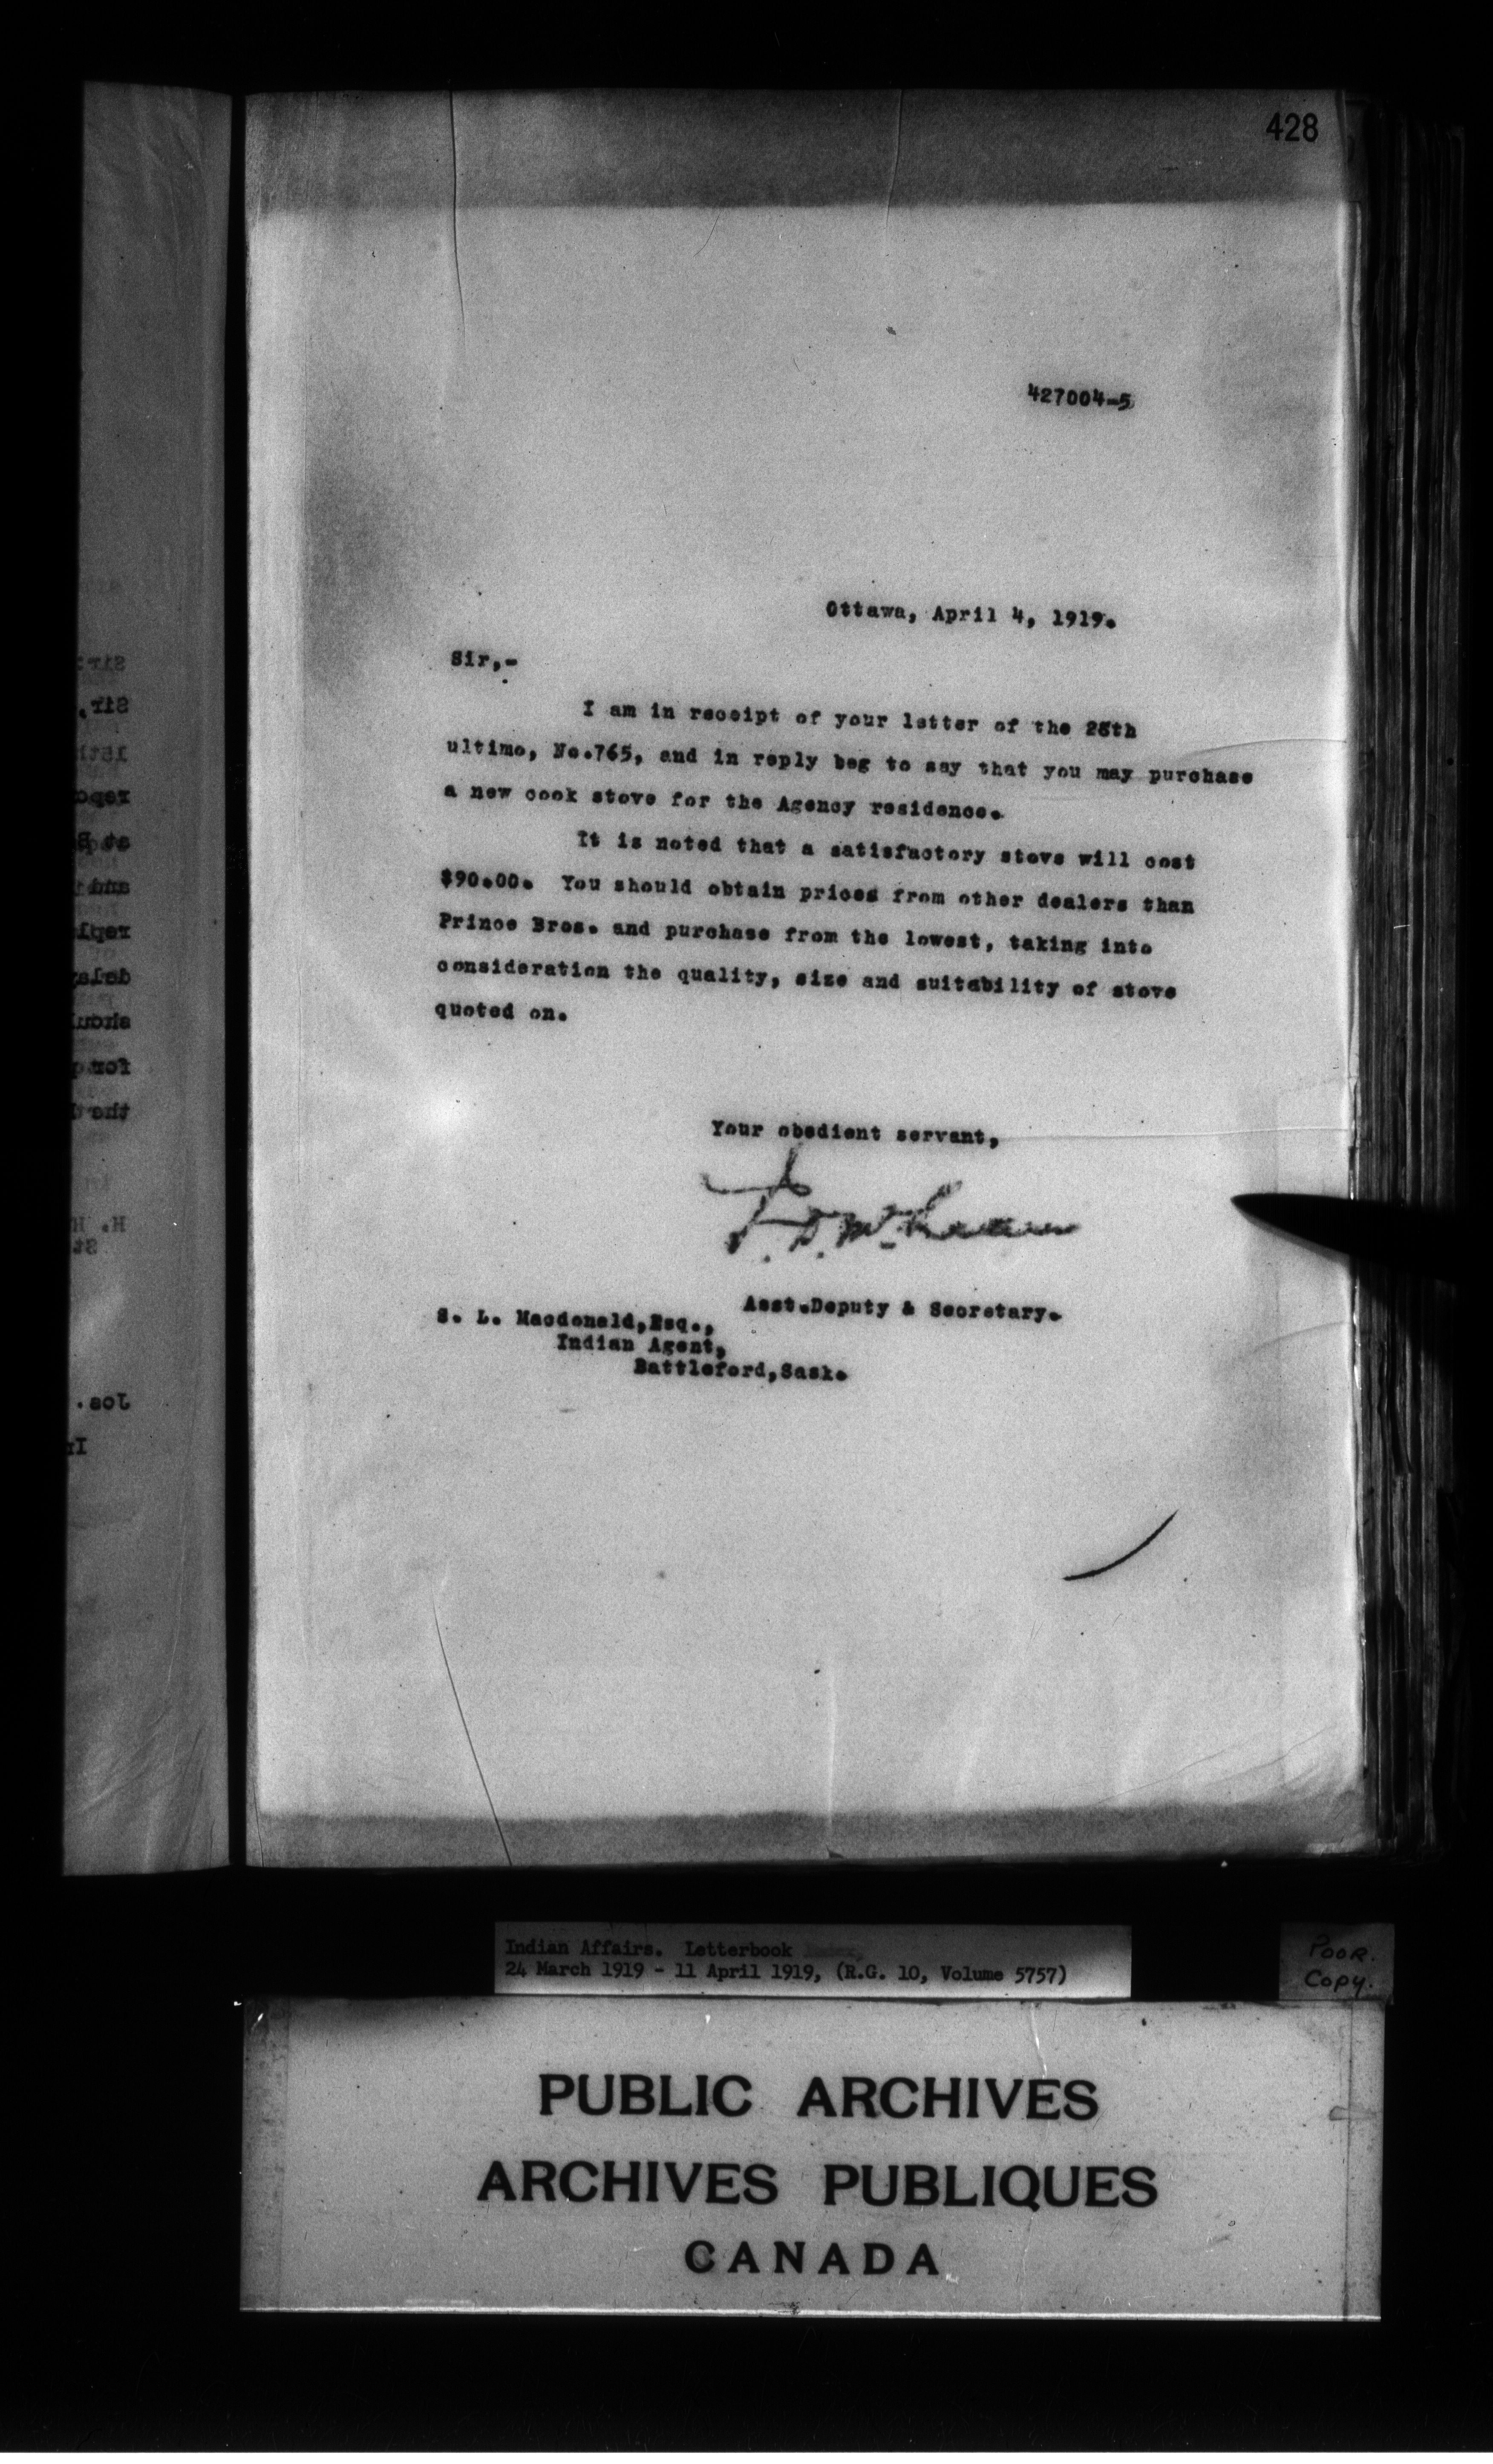 428
427004-5
Ottawa, April 4, 1919.
Sir,-
I am in receipt of your letter of the 28th
ultimo, No.765, and in reply beg to say that you may purchase
a new cook stove for the Agency residence.
It is noted that a satisfactory stove will cost
$90.00. You should obtain prices from other dealers than
Prince Bros. and purchase from the lowest, taking into
consideration the quality, size and suitability of stove
quoted on.
Your obedient servant,
J. D. McLean
Asst.Deputy & Secretary.
S. L. Macdonald,Esq.,
Indian Agent,
Battleford,Sask.
Indian Affairs. Letterbook
24 March 1919 - 11 April 1919, (R.G. 10, Volume 5757)
POOR.
Copy.
PUBLIC ARCHIVES
ARCHIVES PUBLIQUES
CANADA